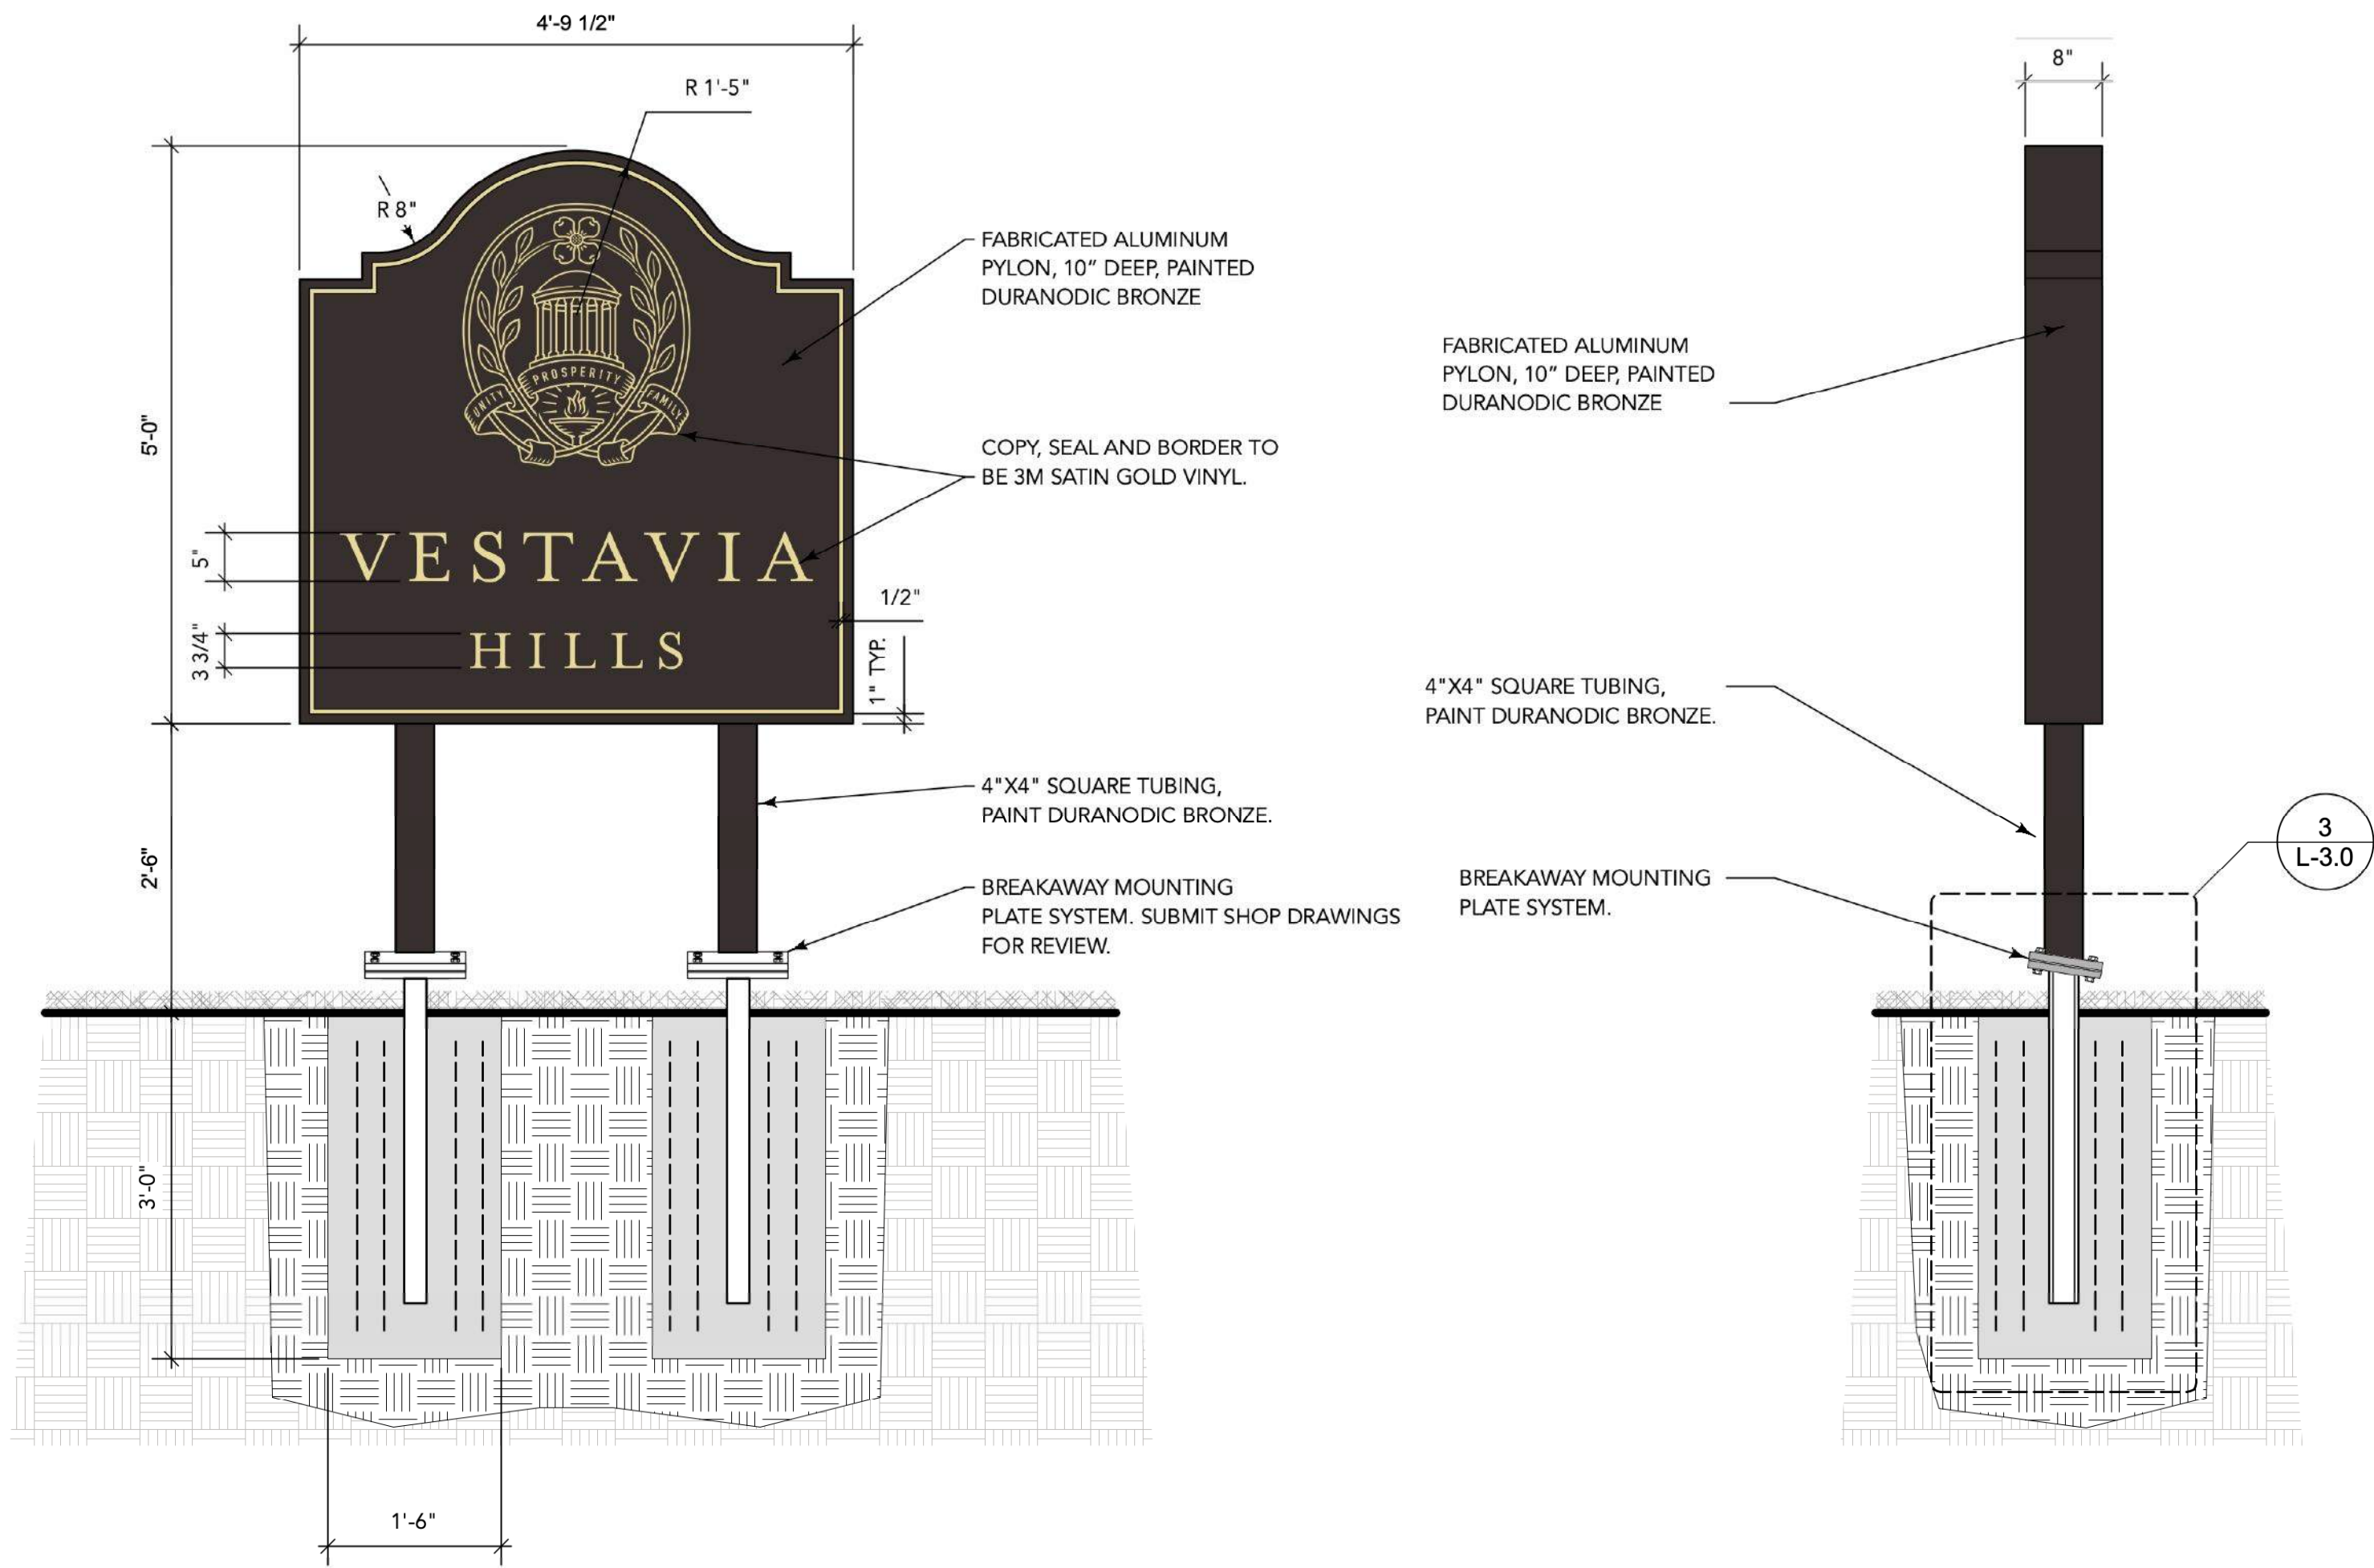 4'-9 1/2"
R 1'-5"
R 8"
5'-0"
UNITY
PROSPERITY
FAMILY
VESTAVIA
HILLS
5"
3 3/4"
1/2"
1" TYP.
2'-6"
3'-0"
1'-6"
FABRICATED ALUMINUM
PYLON, 10" DEEP, PAINTED
DURANODIC BRONZE
COPY, SEAL AND BORDER TO
BE 3M SATIN GOLD VINYL.
4"X4" SQUARE TUBING,
PAINT DURANODIC BRONZE.
BREAKAWAY MOUNTING
PLATE SYSTEM. SUBMIT SHOP DRAWINGS
FOR REVIEW.
8"
FABRICATED ALUMINUM
PYLON, 10" DEEP, PAINTED
DURANODIC BRONZE
4"X4" SQUARE TUBING,
PAINT DURANODIC BRONZE.
BREAKAWAY MOUNTING
PLATE SYSTEM.
3
L-3.0